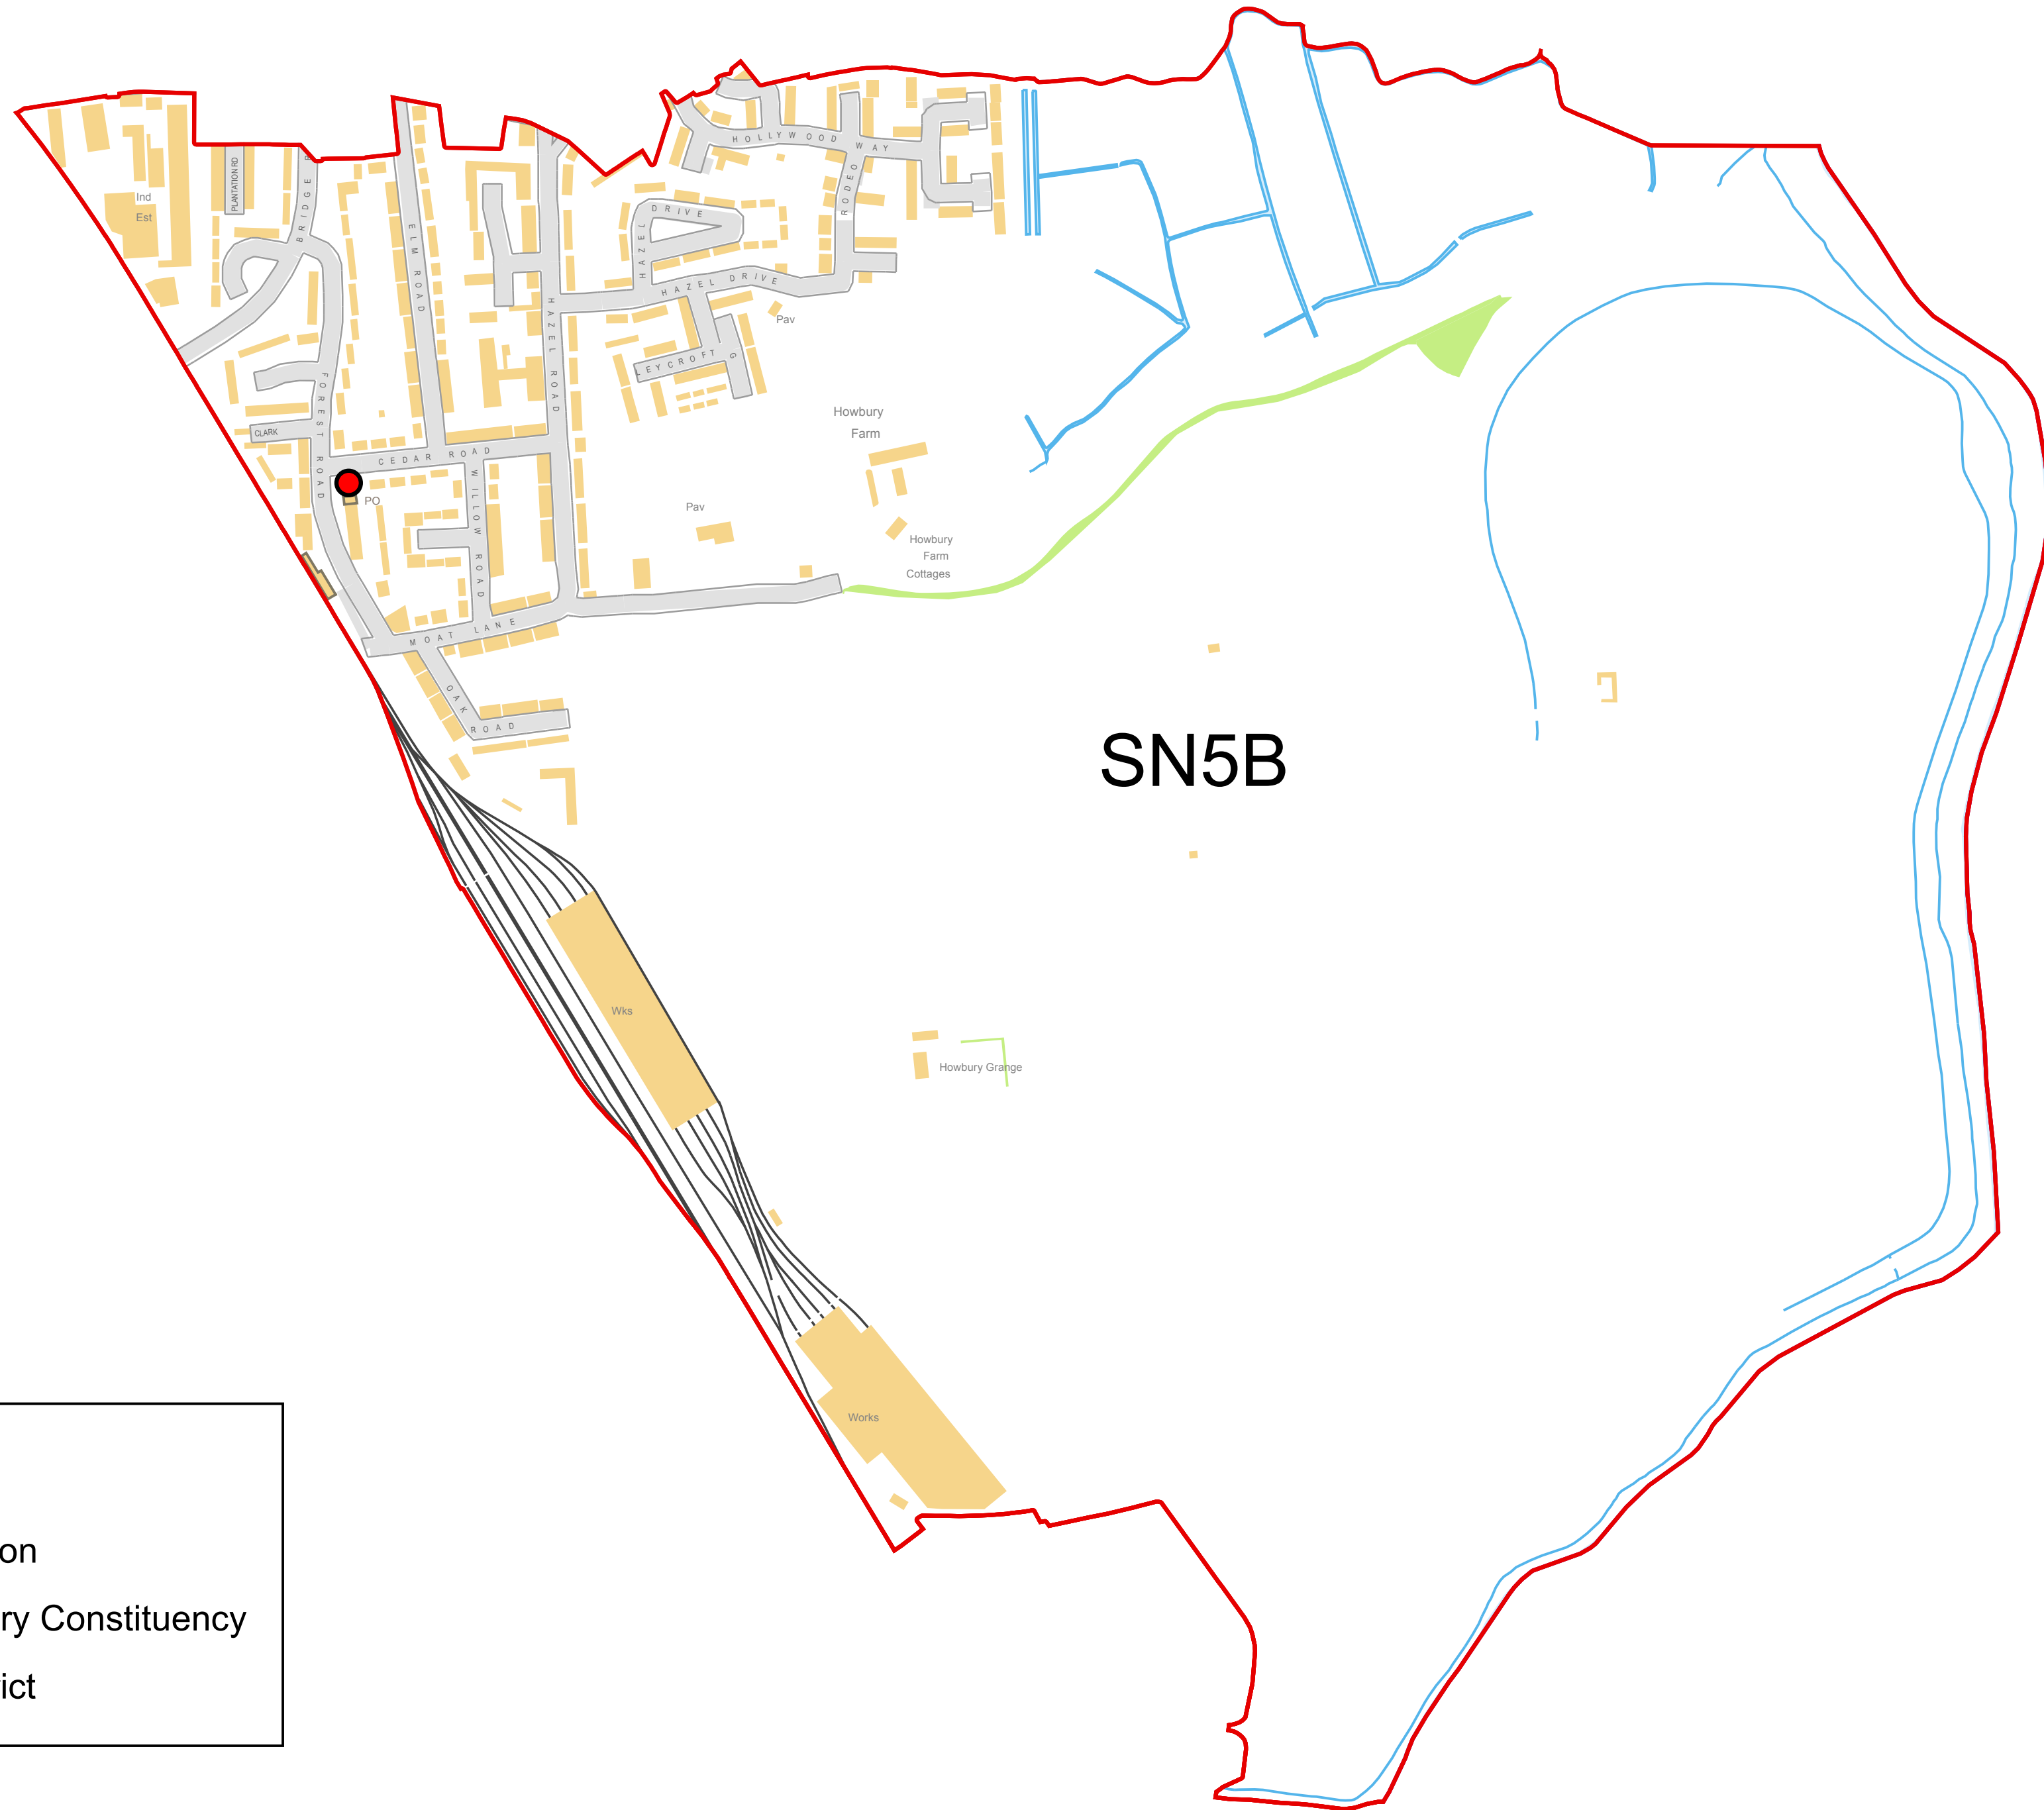 HOLLYWOOD WAY
PLANTATION RD
BRIDGE
RODEO
Ind
Est
ELM ROAD
HAZEL DRIVE
HAZEL DRIVE
HAZEL ROAD
Pav
FOREST ROAD
Howbury
Farm
CLARK
CEDAR ROAD
PO
WILLOW ROAD
Pav
Howbury
Farm
Cottages
MOAT LANE
OAK
ROAD
SN5B
Wks
Howbury Grange
Works
on
ry Constituency
ict